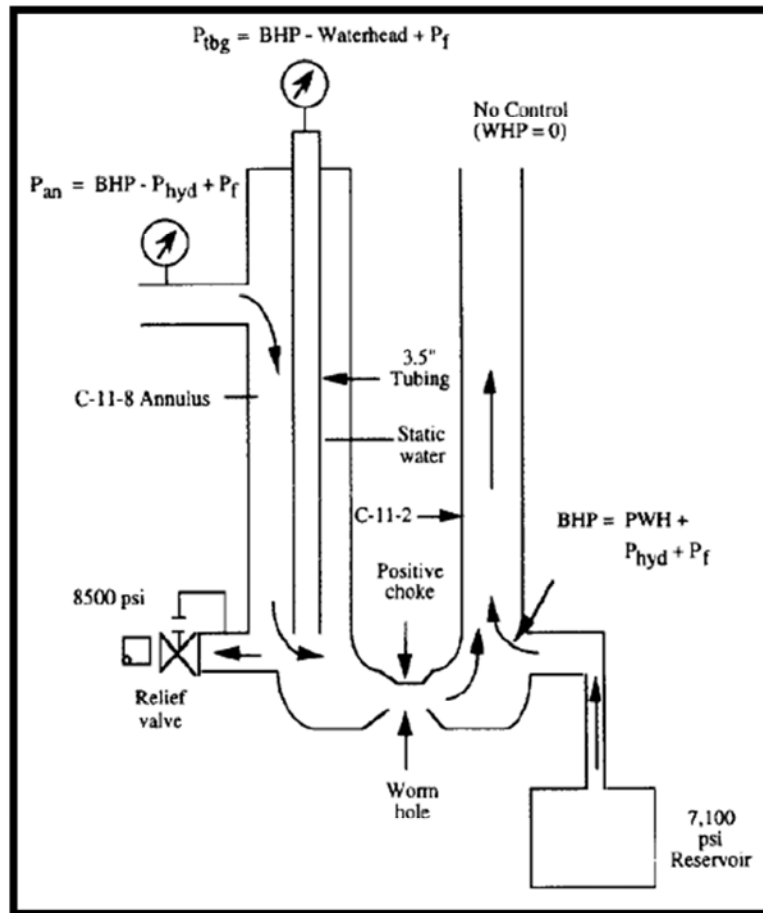 P_tbg = BHP - Waterhead + P_f
No Control
(WHP = 0)
P_an = BHP - P_hyd + P_f
3.5"
Tubing
C-11-8 Annulus
Static
water
C-11-2
BHP = PWH +
P_hyd + P_f
Positive
choke
8500 psi
Relief
valve
Worm
hole
7,100
psi
Reservoir